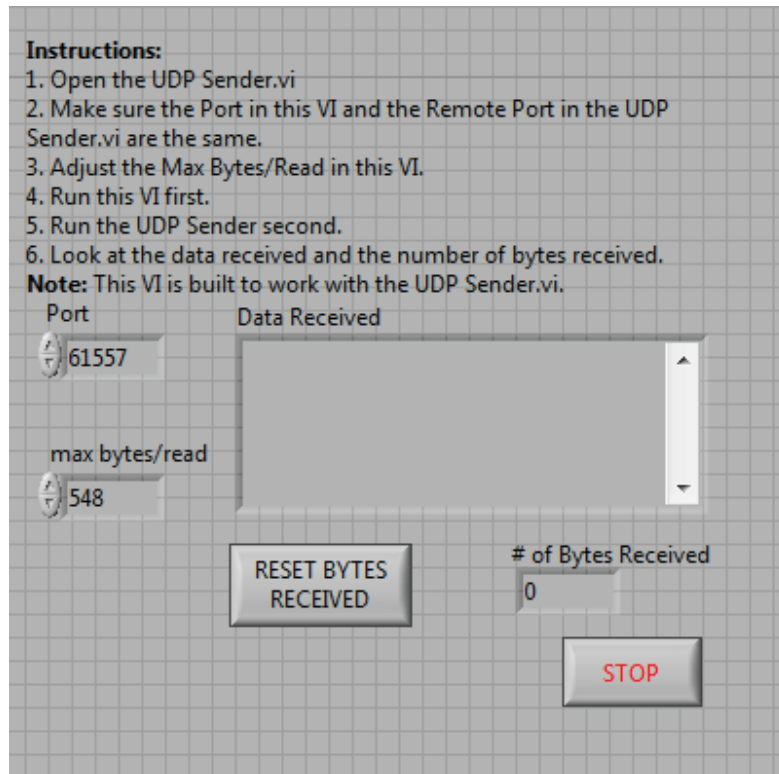 Instructions:
1. Open the UDP Sender.vi
2. Make sure the Port in this VI and the Remote Port in the UDP
Sender.vi are the same.
3. Adjust the Max Bytes/Read in this VI.
4. Run this VI first.
5. Run the UDP Sender second.
6. Look at the data received and the number of bytes received.
Note: This VI is built to work with the UDP Sender.vi.
Port
61557
Data Received
max bytes/read
548
RESET BYTES
RECEIVED
# of Bytes Received
0
STOP